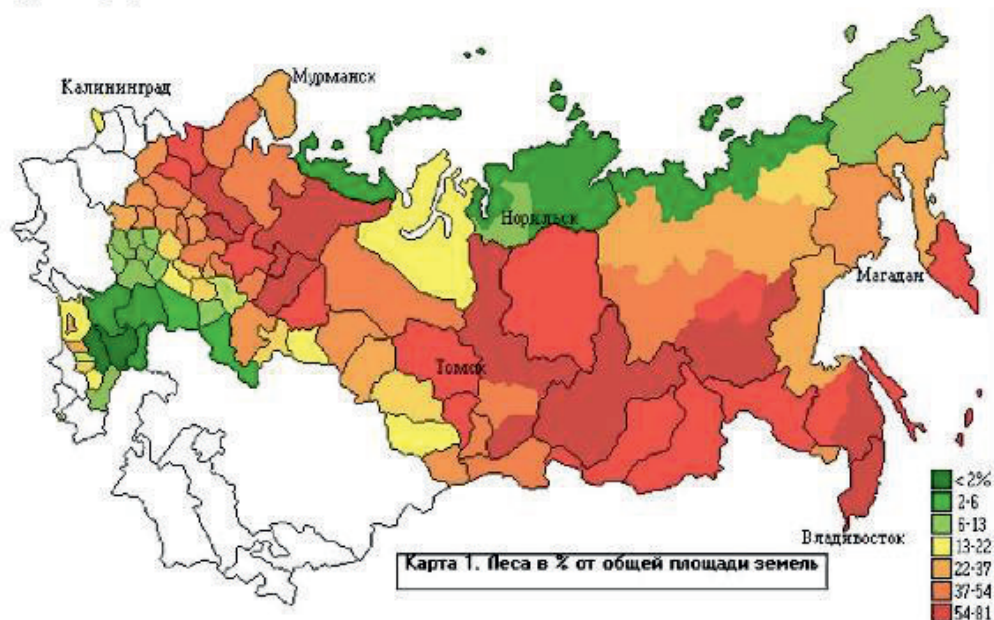 Мурманск
Калининград
Норильск
Магадан
Томск
Владивосток
Карта 1. Леса в % от общей площади земель
<2%
2-6
6-13
13-22
22-37
37-54
54-81